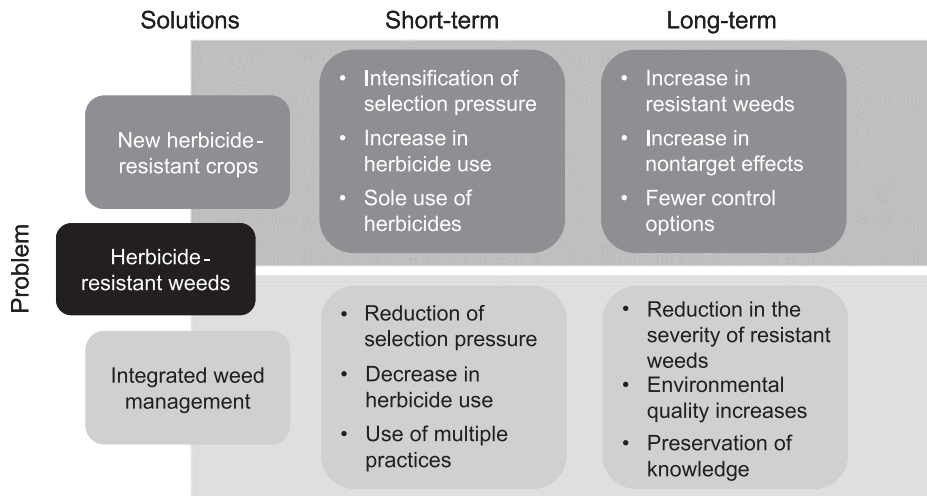 Solutions
Short-term
Long-term
Problem
New herbicide-
resistant crops
• Intensification of
selection pressure
• Increase in
herbicide use
• Sole use of
herbicides
• Increase in
resistant weeds
• Increase in
nontarget effects
• Fewer control
options
Herbicide-
resistant weeds
Integrated weed
management
• Reduction of
selection pressure
• Decrease in
herbicide use
• Use of multiple
practices
• Reduction in the
severity of resistant
weeds
• Environmental
quality increases
• Preservation of
knowledge